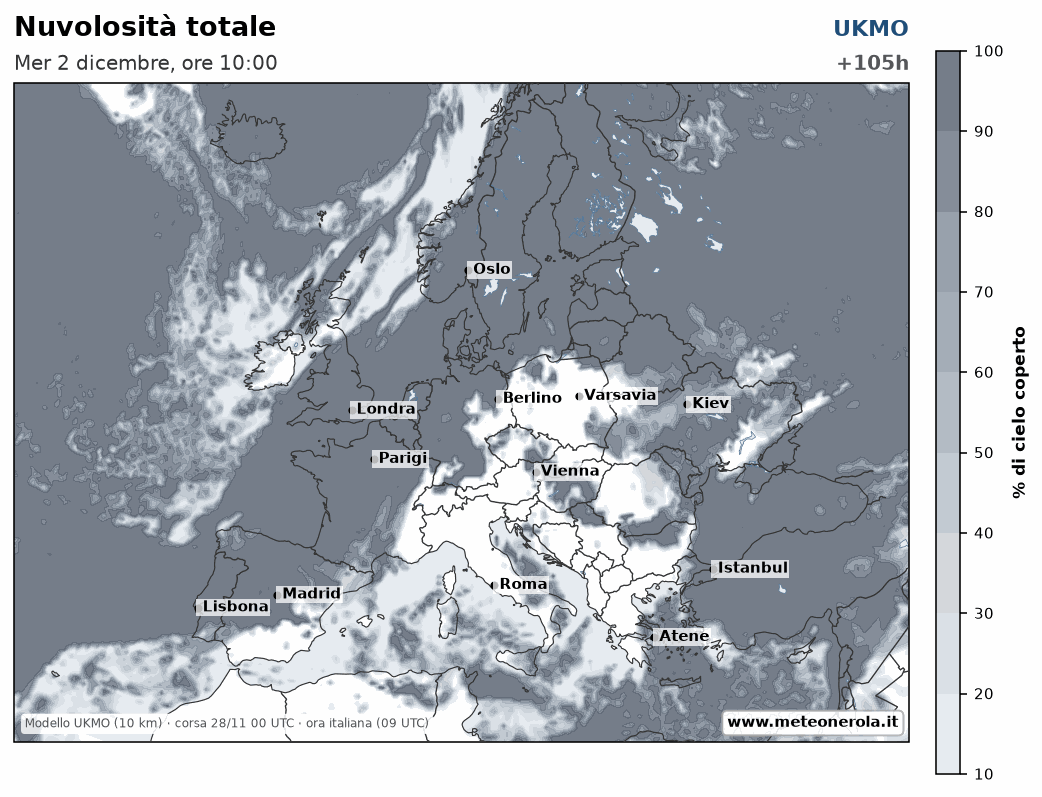 Nuvolosità totale
UKMO
Mer 2 dicembre, ore 10:00
+105h
100
90
80
70
60
50
40
30
20
10
% di cielo coperto
Oslo
Berlino
Varsavia
Kiev
Londra
Parigi
Vienna
Istanbul
Roma
Madrid
Lisbona
Atene
Modello UKMO (10 km) · corsa 28/11 00 UTC · ora italiana (09 UTC)
www.meteonerola.it